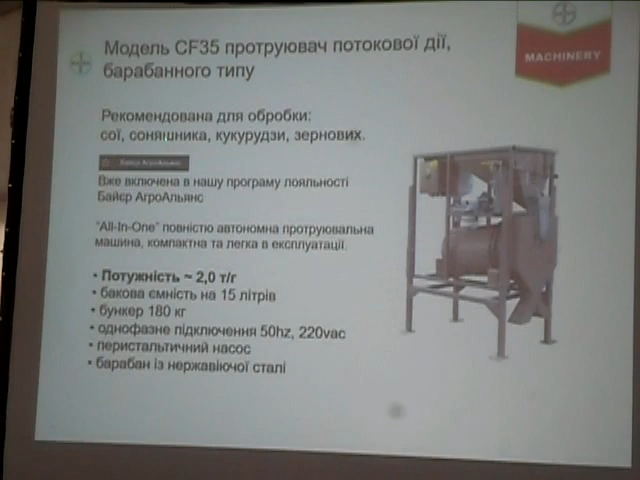 Модель CF35 протруювач потокової дії,
барабанного типу
MACHINERY
Рекомендована для обробки:
сої, соняшника, кукурудзи, зернових.
Байєр АгроАльянс
Вже включена в нашу програму лояльності
Байєр АгроАльянс
"All-In-One" повністю автономна протруювальна
машина, компактна та легка в експлуатації.
• Потужність ~ 2,0 т/г
• бакова ємність на 15 літрів
• бункер 180 кг
• однофазне підключення 50hz, 220vac
• перистальтичний насос
• барабан із нержавіючої сталі